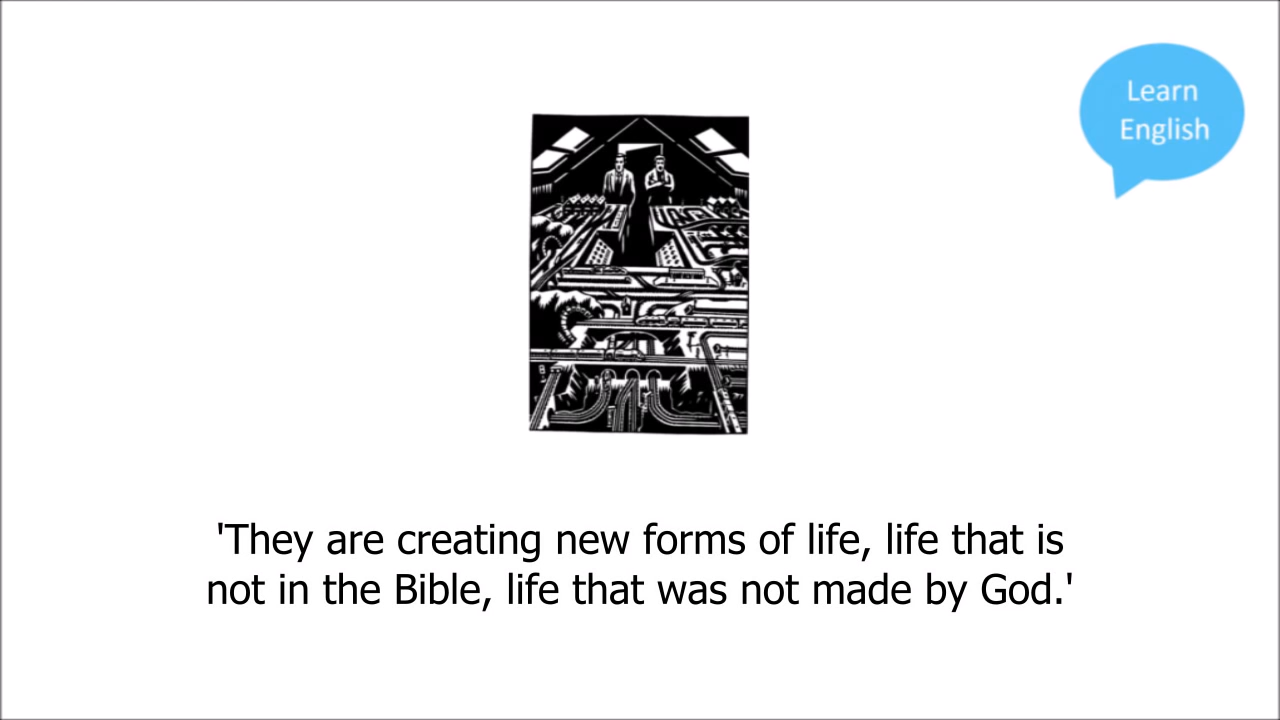 Learn
English
'They are creating new forms of life, life that is
not in the Bible, life that was not made by God.'